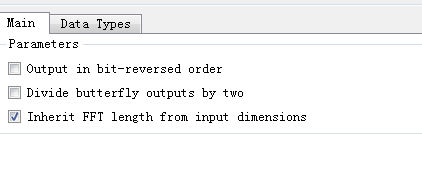 Main
Data Types
Parameters
Output in bit-reversed order
Divide butterfly outputs by two
Inherit FFT length from input dimensions